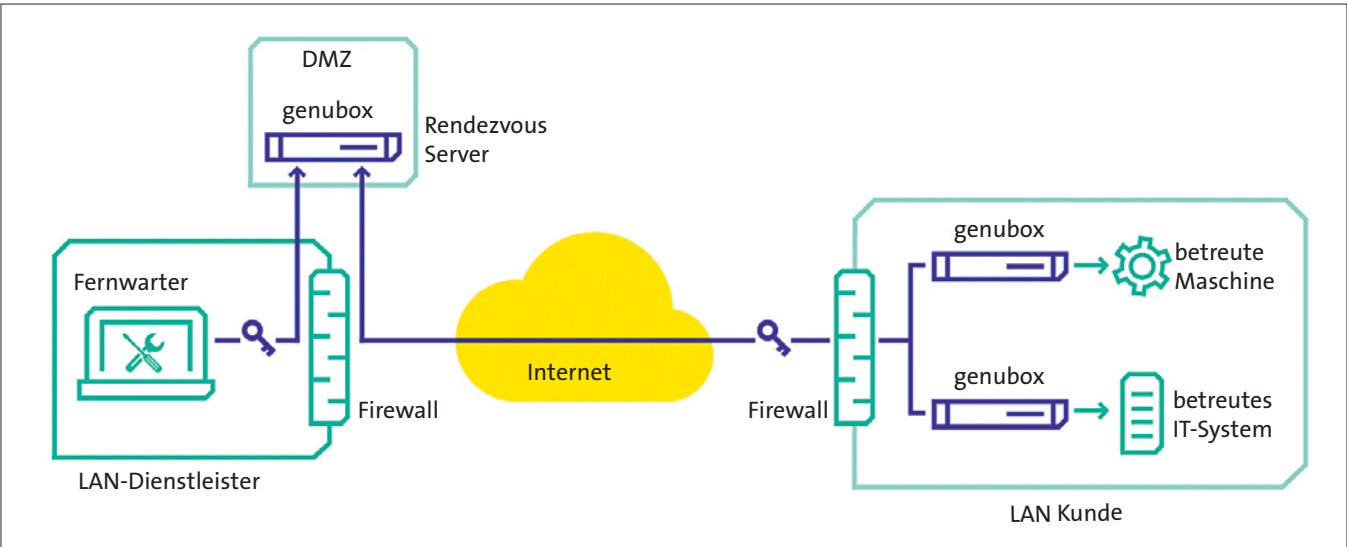 DMZ
genubox
Rendezvous
Server
Fernwarter
Firewall
LAN-Dienstleister
Internet
Firewall
genubox
betreute
Maschine
genubox
betreutes
IT-System
LAN Kunde